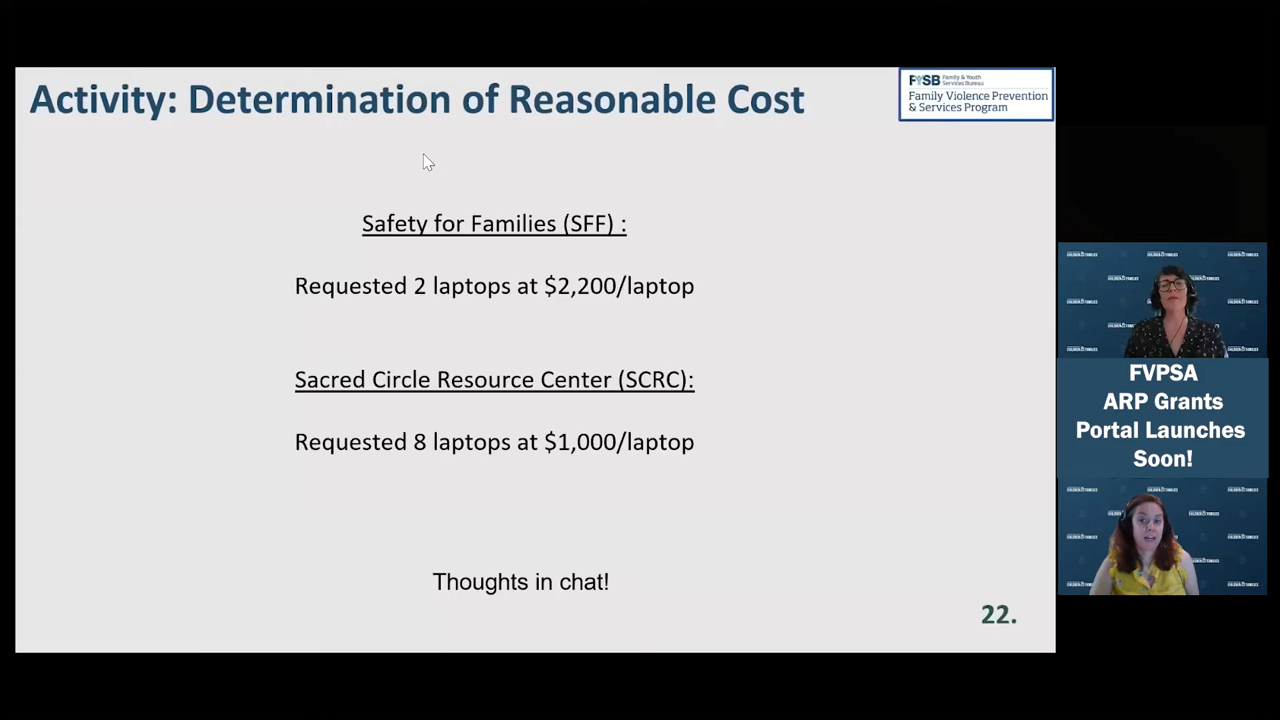 Activity: Determination of Reasonable Cost
FYSB Family & Youth
Services Bureau
Family Violence Prevention
& Services Program
Safety for Families (SFF) :
Requested 2 laptops at $2,200/laptop
Sacred Circle Resource Center (SCRC):
Requested 8 laptops at $1,000/laptop
Thoughts in chat!
22.
FVPSA
ARP Grants
Portal Launches
Soon!